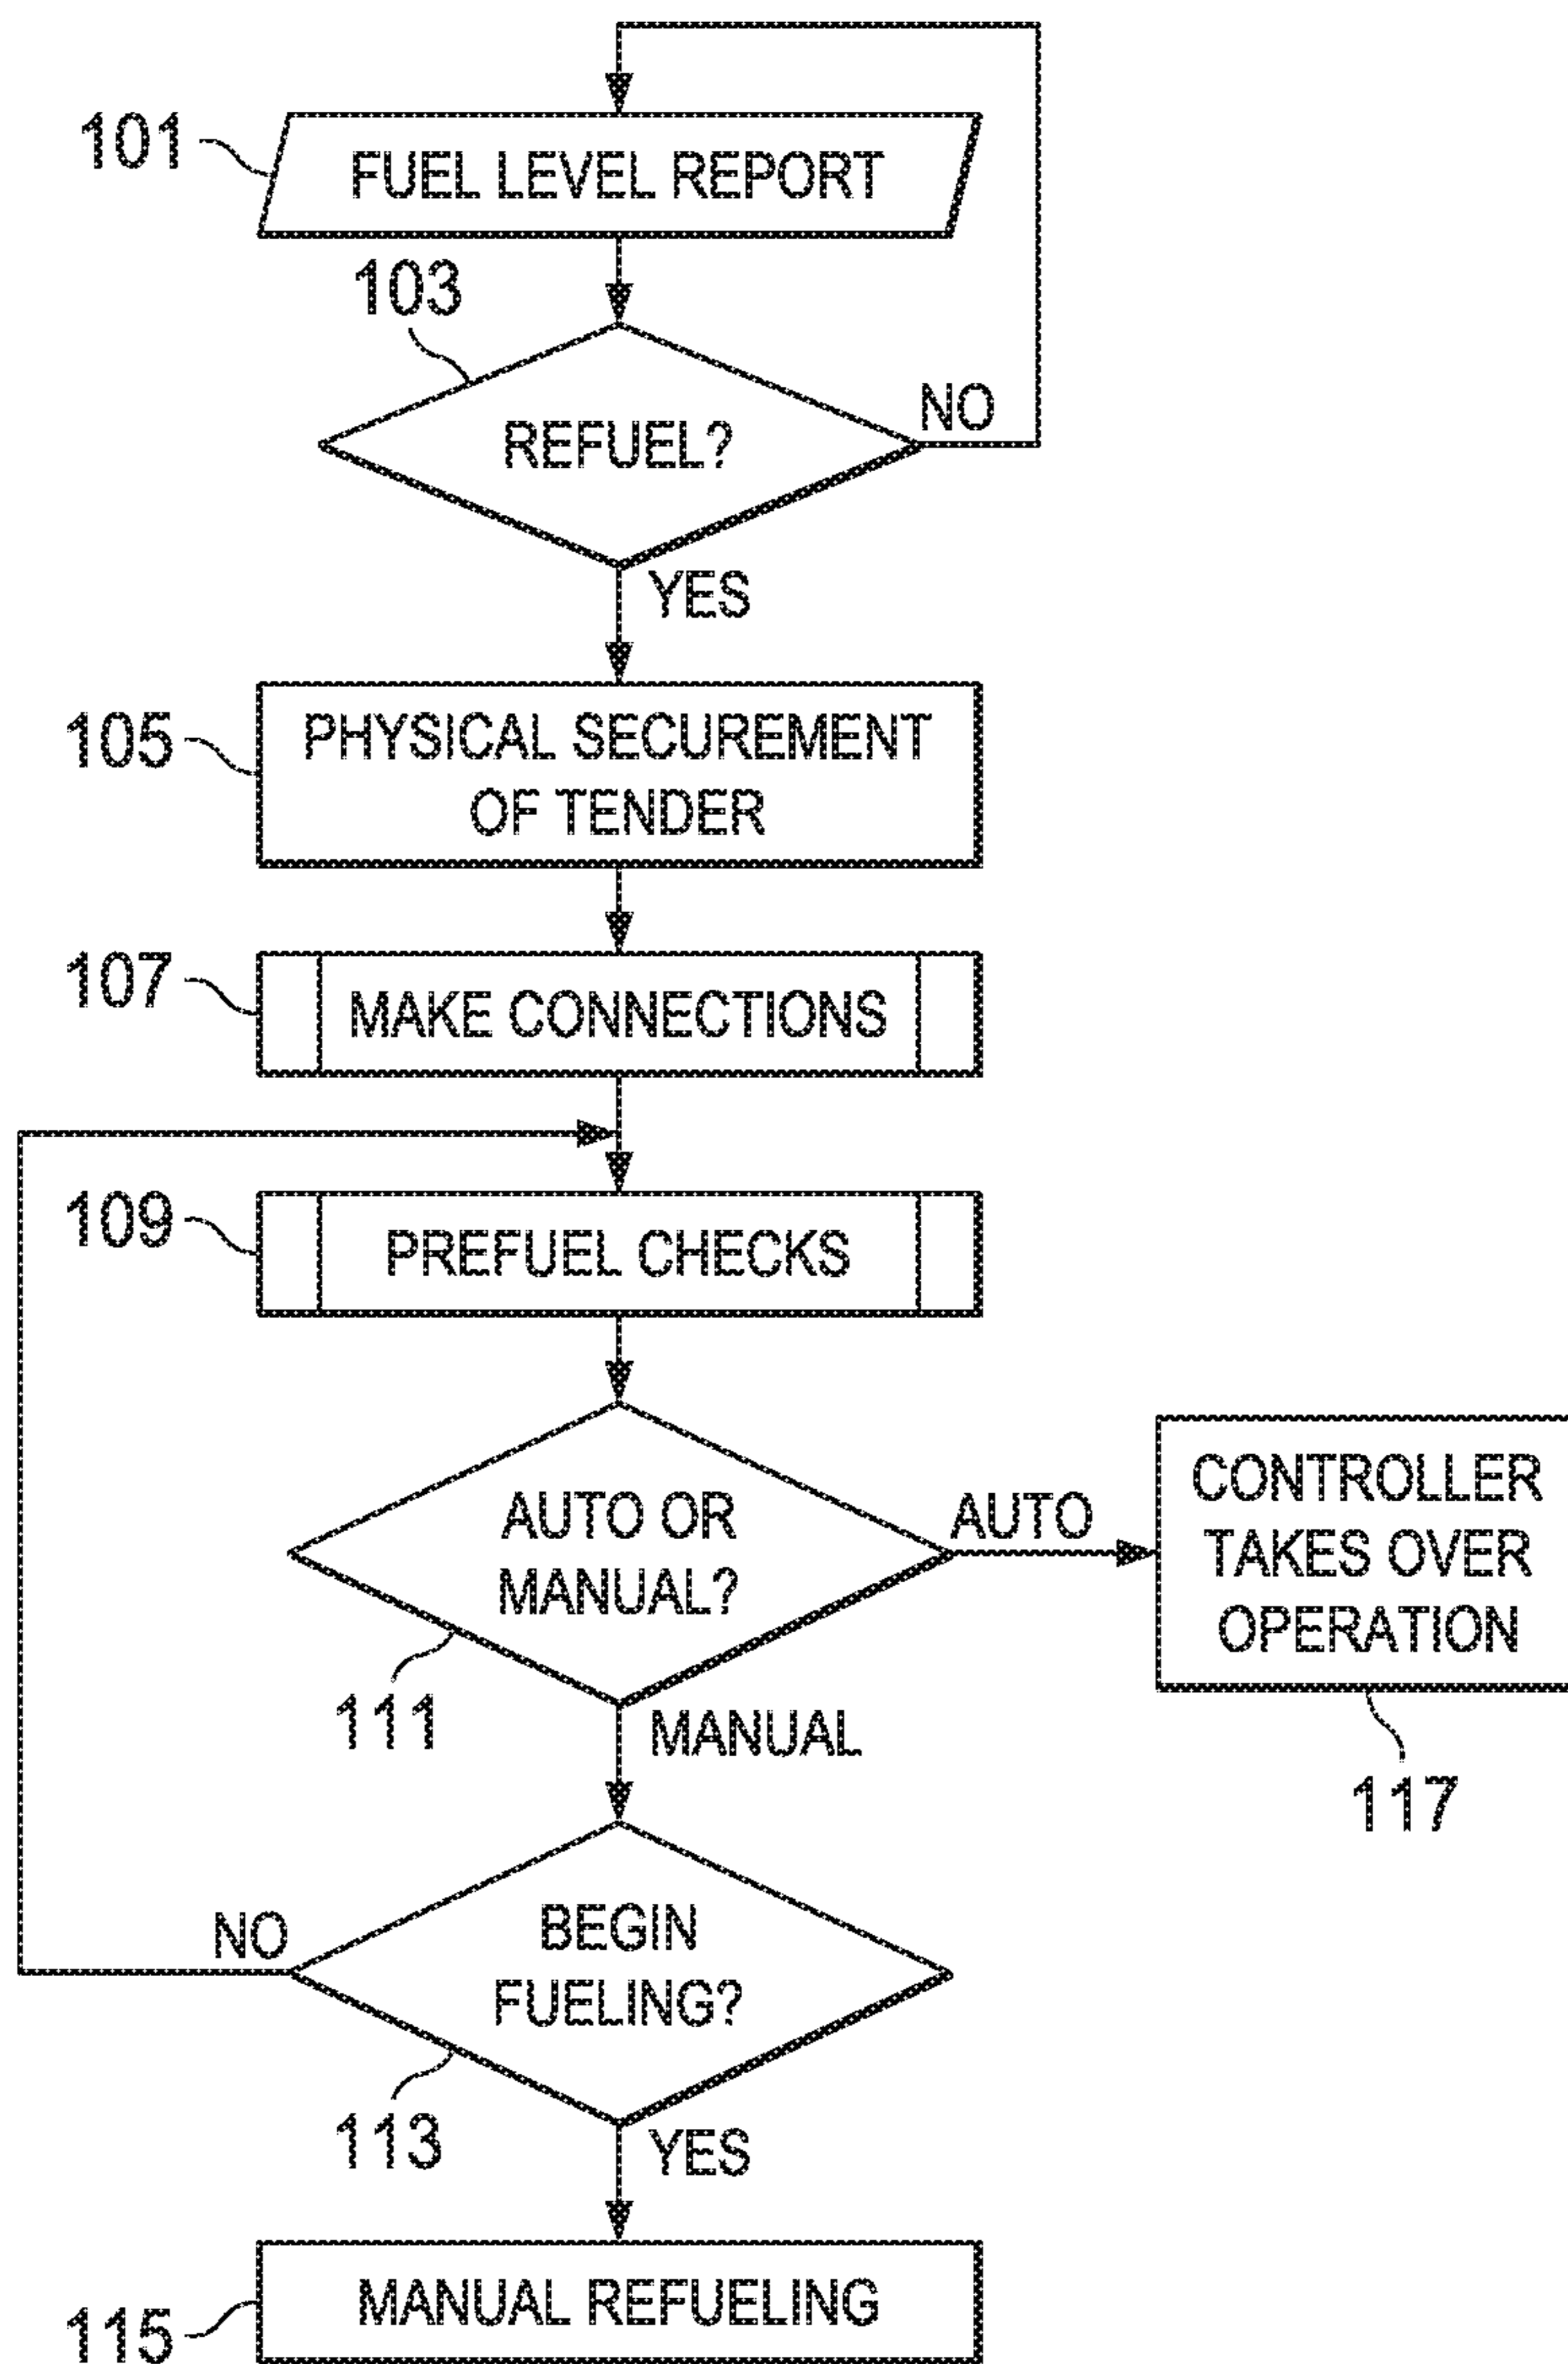 101
FUEL LEVEL REPORT
103
REFUEL?
NO
YES
105
PHYSICAL SECUREMENT
OF TENDER
107
MAKE CONNECTIONS
109
PREFUEL CHECKS
AUTO OR
MANUAL?
AUTO
CONTROLLER
TAKES OVER
OPERATION
111
MANUAL
117
NO
BEGIN
FUELING?
113
YES
115
MANUAL REFUELING